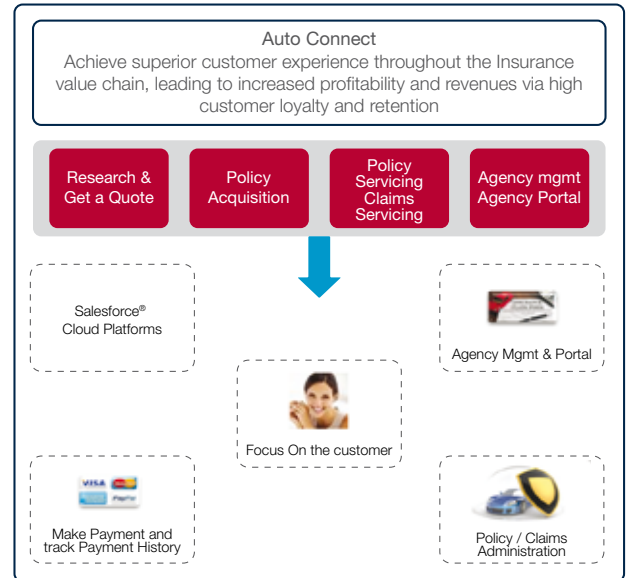 Auto Connect
Achieve superior customer experience throughout the Insurance
value chain, leading to increased profitability and revenues via high
customer loyalty and retention
Research &
Get a Quote
Policy
Acquisition
Policy
Servicing
Claims
Servicing
Agency mgmt
Agency Portal
Salesforce®
Cloud Platforms
Agency Mgmt & Portal
Focus On the customer
VISA
PayPal
Make Payment and
track Payment History
Policy / Claims
Administration